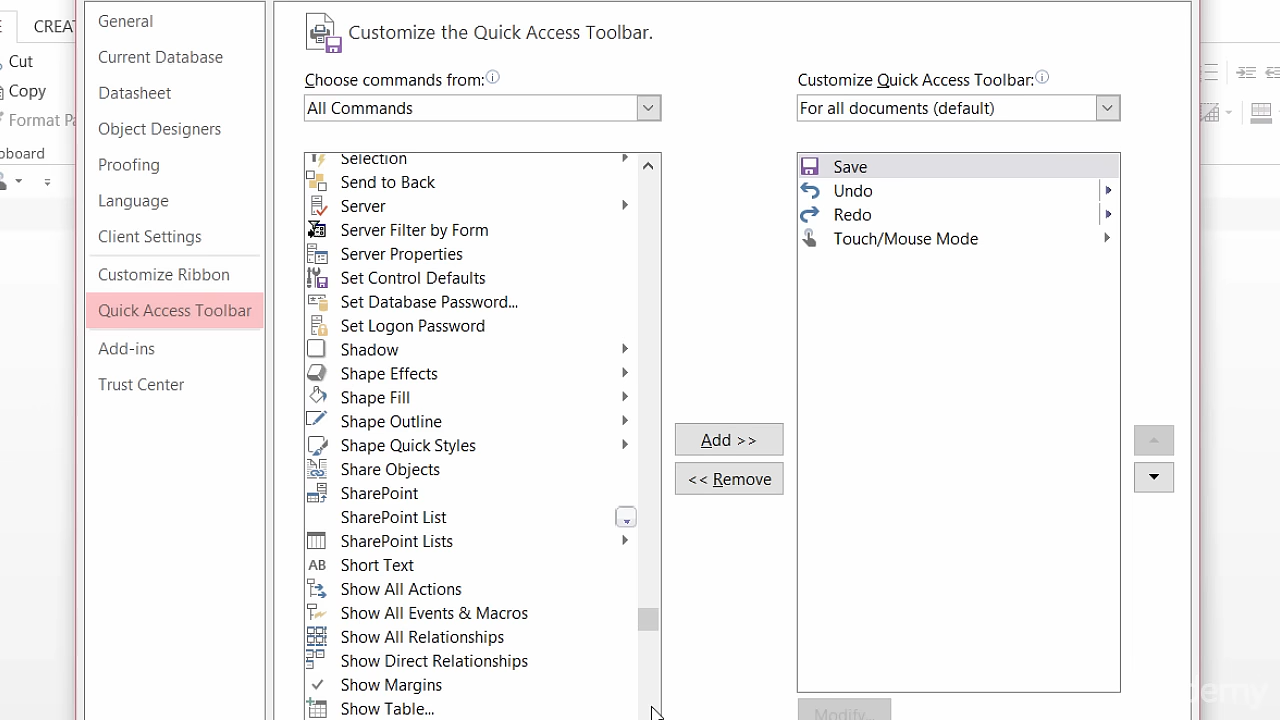 CREA
Cut
Copy
Format Pa
board
General
Current Database
Datasheet
Object Designers
Proofing
Language
Client Settings
Customize Ribbon
Quick Access Toolbar
Add-ins
Trust Center
Customize the Quick Access Toolbar.
Choose commands from:
All Commands
Selection
Send to Back
Server
Server Filter by Form
Server Properties
Set Control Defaults
Set Database Password...
Set Logon Password
Shadow
Shape Effects
Shape Fill
Shape Outline
Shape Quick Styles
Share Objects
SharePoint
SharePoint List
SharePoint Lists
AB Short Text
Show All Actions
Show All Events & Macros
Show All Relationships
Show Direct Relationships
Show Margins
Show Table...
Add >>
<< Remove
Customize Quick Access Toolbar:
For all documents (default)
Save
Undo
Redo
Touch/Mouse Mode
Modify...
emy